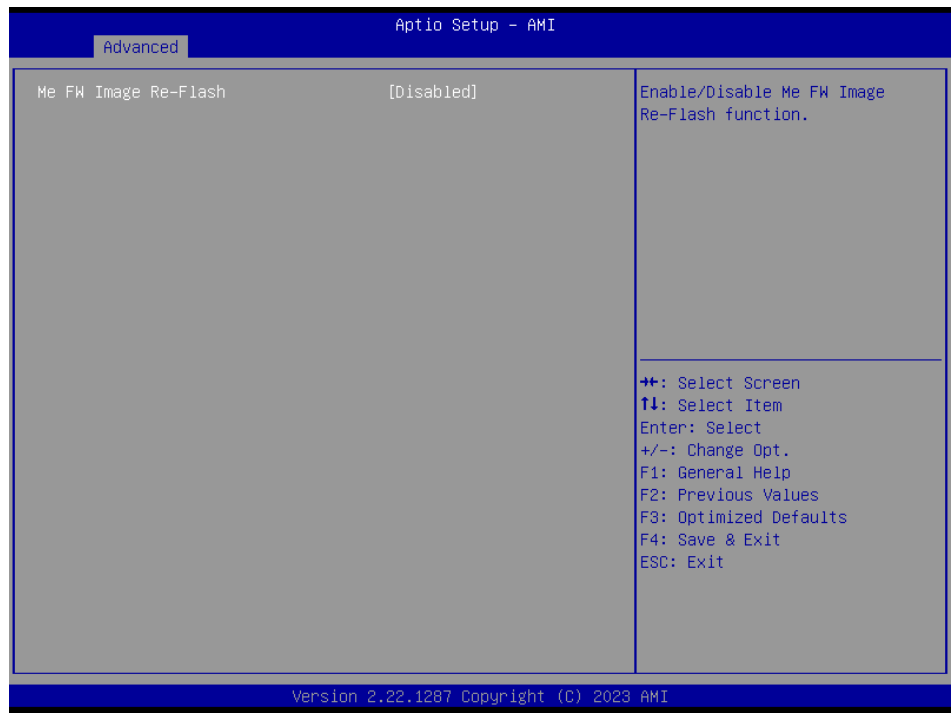 Aptio Setup - AMI
Advanced
Me FW Image Re-Flash [Disabled]
Enable/Disable Me FW Image
Re-Flash function.
→←: Select Screen
↑↓: Select Item
Enter: Select
+/-: Change Opt.
F1: General Help
F2: Previous Values
F3: Optimized Defaults
F4: Save & Exit
ESC: Exit
Version 2.22.1287 Copyright (C) 2023 AMI